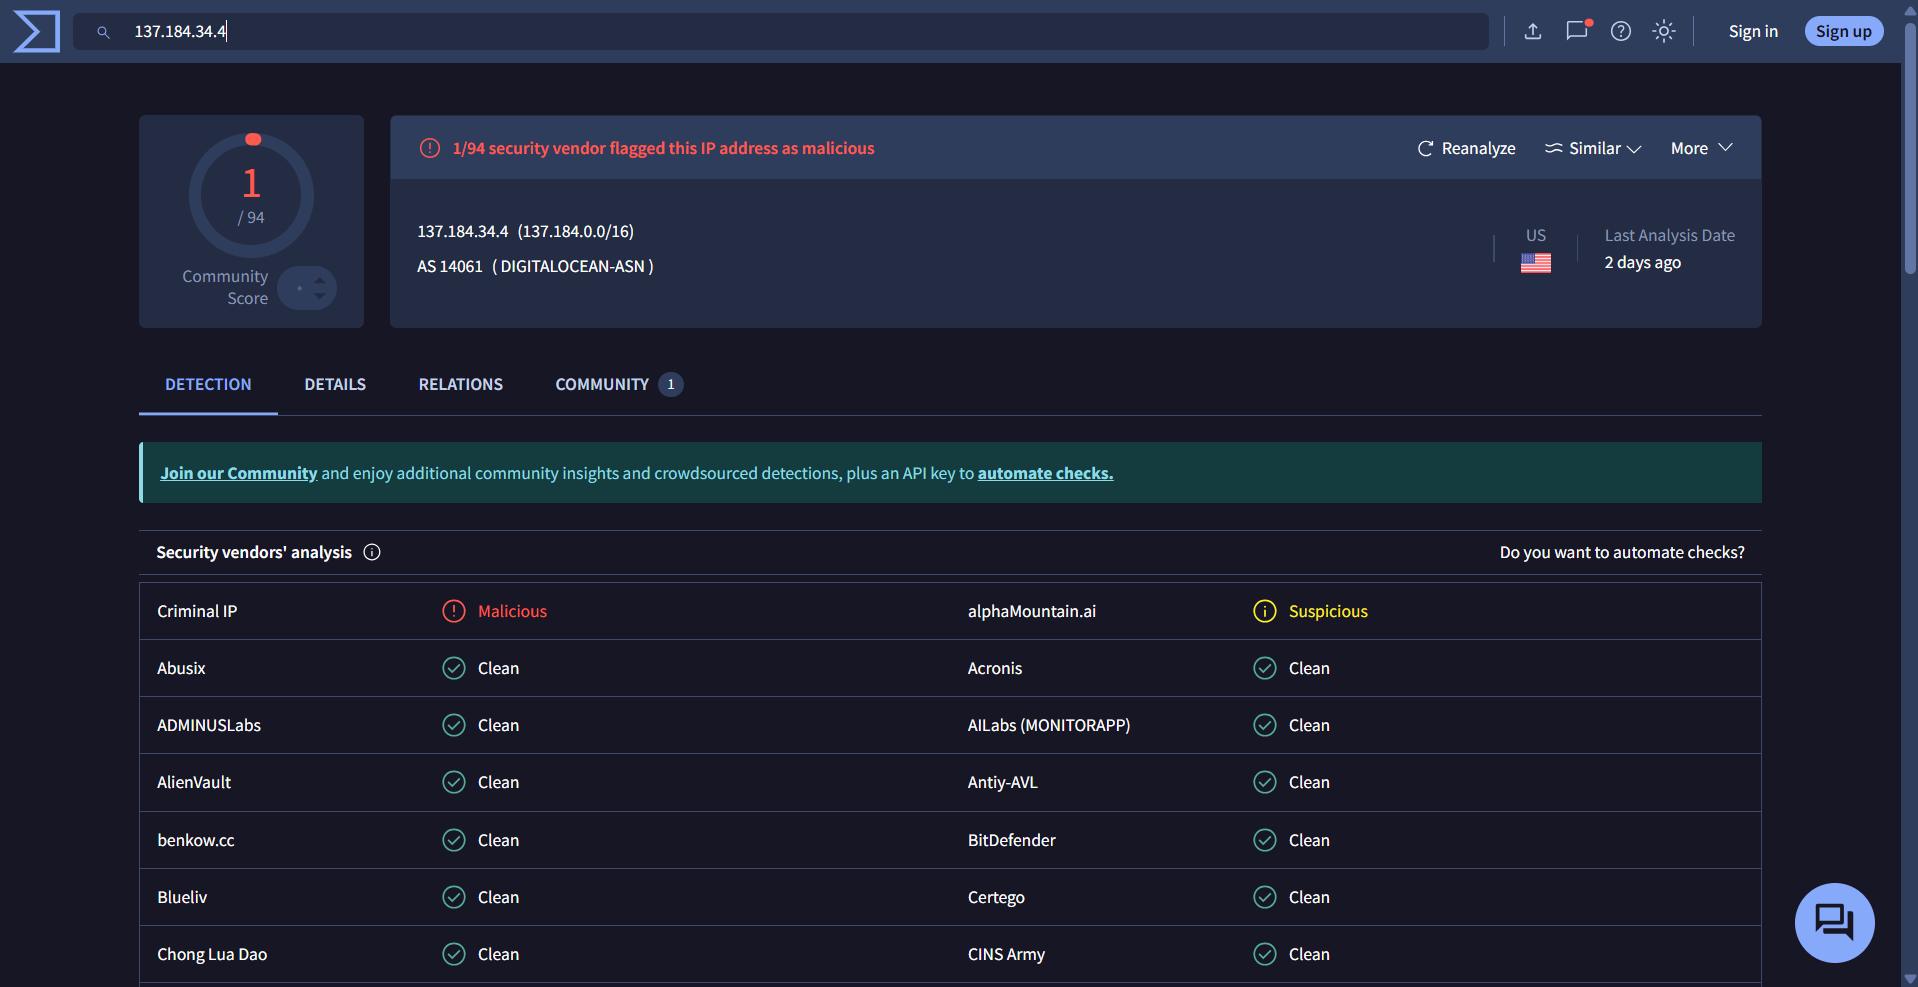 137.184.34.4
Sign in
Sign up
1
/ 94
Community
Score
1/94 security vendor flagged this IP address as malicious
Reanalyze
Similar
More
137.184.34.4 (137.184.0.0/16)
AS 14061 ( DIGITALOCEAN-ASN )
US
Last Analysis Date
2 days ago
DETECTION
DETAILS
RELATIONS
COMMUNITY 1
Join our Community and enjoy additional community insights and crowdsourced detections, plus an API key to automate checks.
Security vendors' analysis
Do you want to automate checks?
Criminal IP Malicious alphaMountain.ai Suspicious
Abusix Clean Acronis Clean
ADMINUSLabs Clean AILabs (MONITORAPP) Clean
AlienVault Clean Antiy-AVL Clean
benkow.cc Clean BitDefender Clean
Blueliv Clean Certego Clean
Chong Lua Dao Clean CINS Army Clean